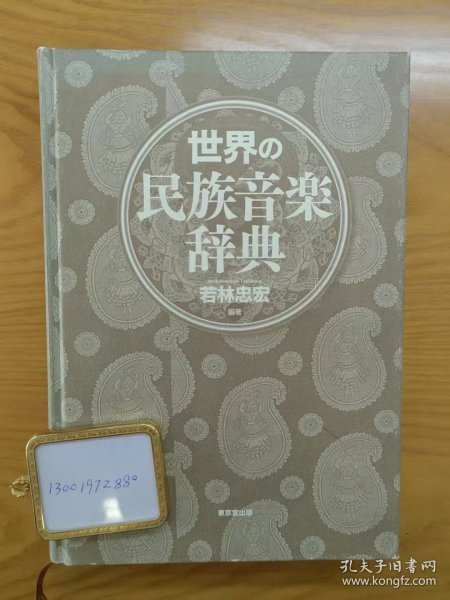 世界の
民族音楽
辞典
若林忠宏
編著
東京堂出版
13001972880
孔夫子旧书网
www.kongfz.com